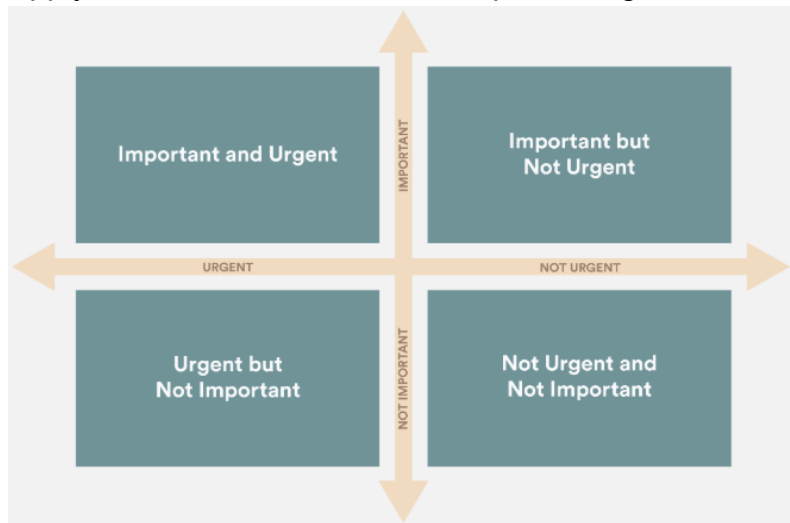 IMPORTANT
Important and Urgent
Important but
Not Urgent
URGENT
NOT URGENT
NOT IMPORTANT
Urgent but
Not Important
Not Urgent and
Not Important